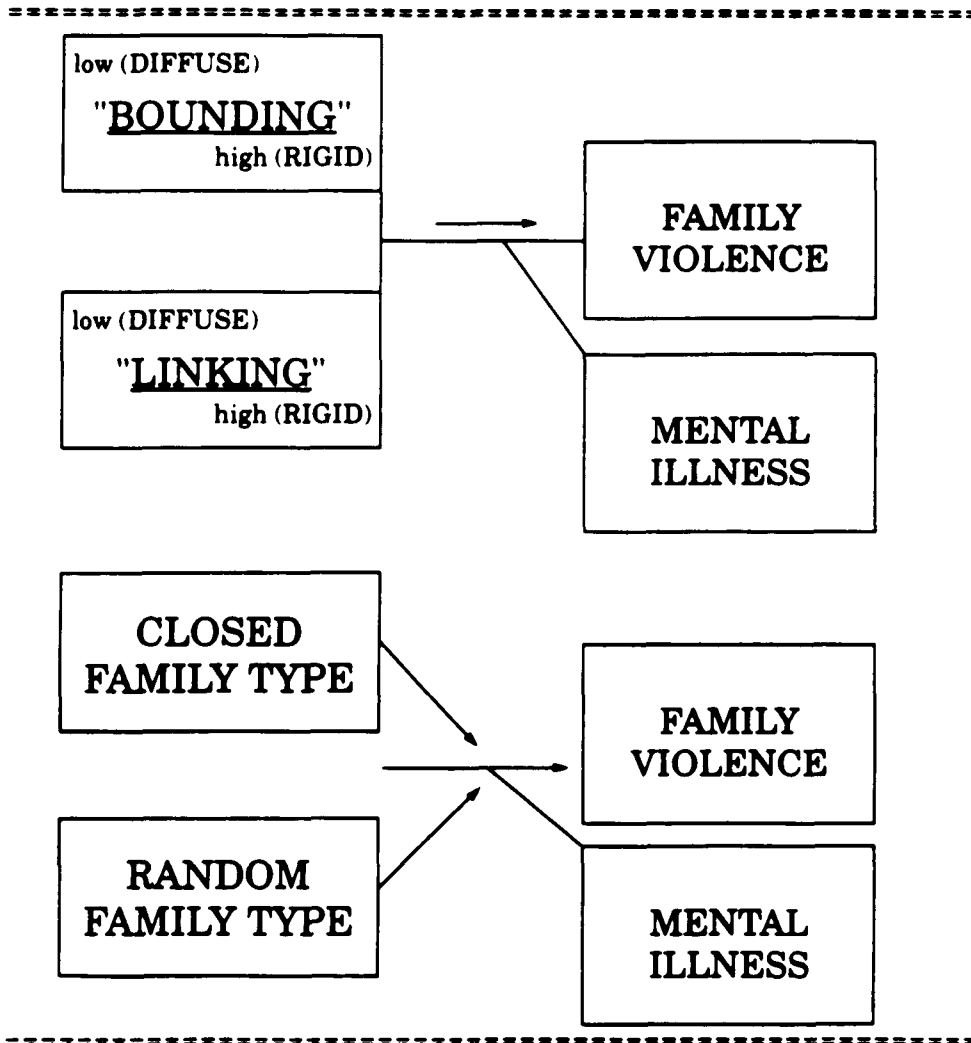 low (DIFFUSE)
"BOUNDING"
high (RIGID)
FAMILY
VIOLENCE
low (DIFFUSE)
"LINKING"
high (RIGID)
MENTAL
ILLNESS
CLOSED
FAMILY TYPE
FAMILY
VIOLENCE
RANDOM
FAMILY TYPE
MENTAL
ILLNESS